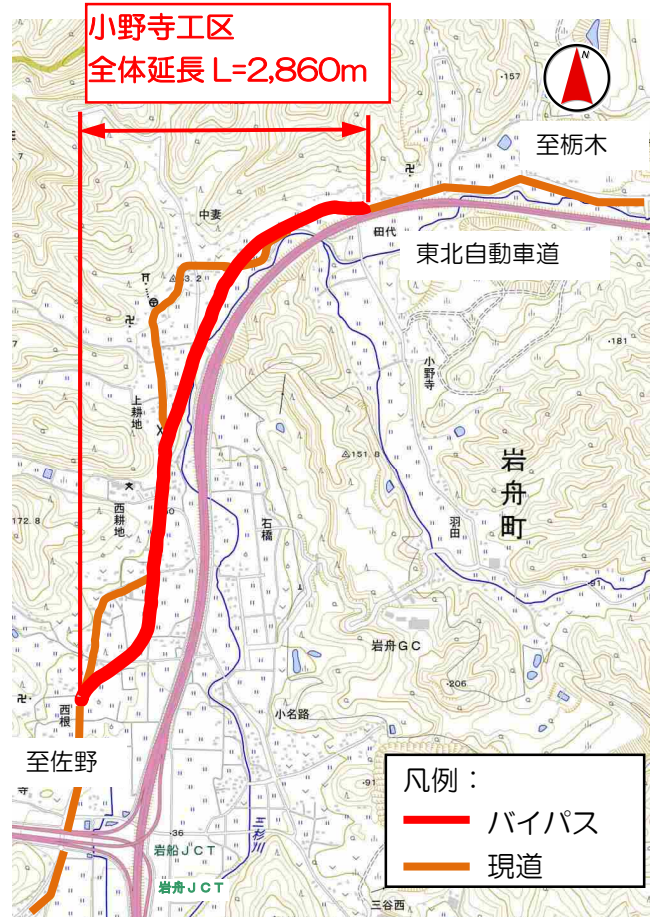 小野寺工区
全体延長 L=2,860m
N
・157
至栃木
中妻
田代
東北自動車道
3.2
・181
小野寺
上耕地
151.8
岩舟町
西耕地
172.8
石橋
羽田
・91
岩舟GC
・206
西根
小名路
至佐野
凡例：
バイパス
現道
・91
・36
岩船JCT
三杉川
岩舟JCT
三谷西